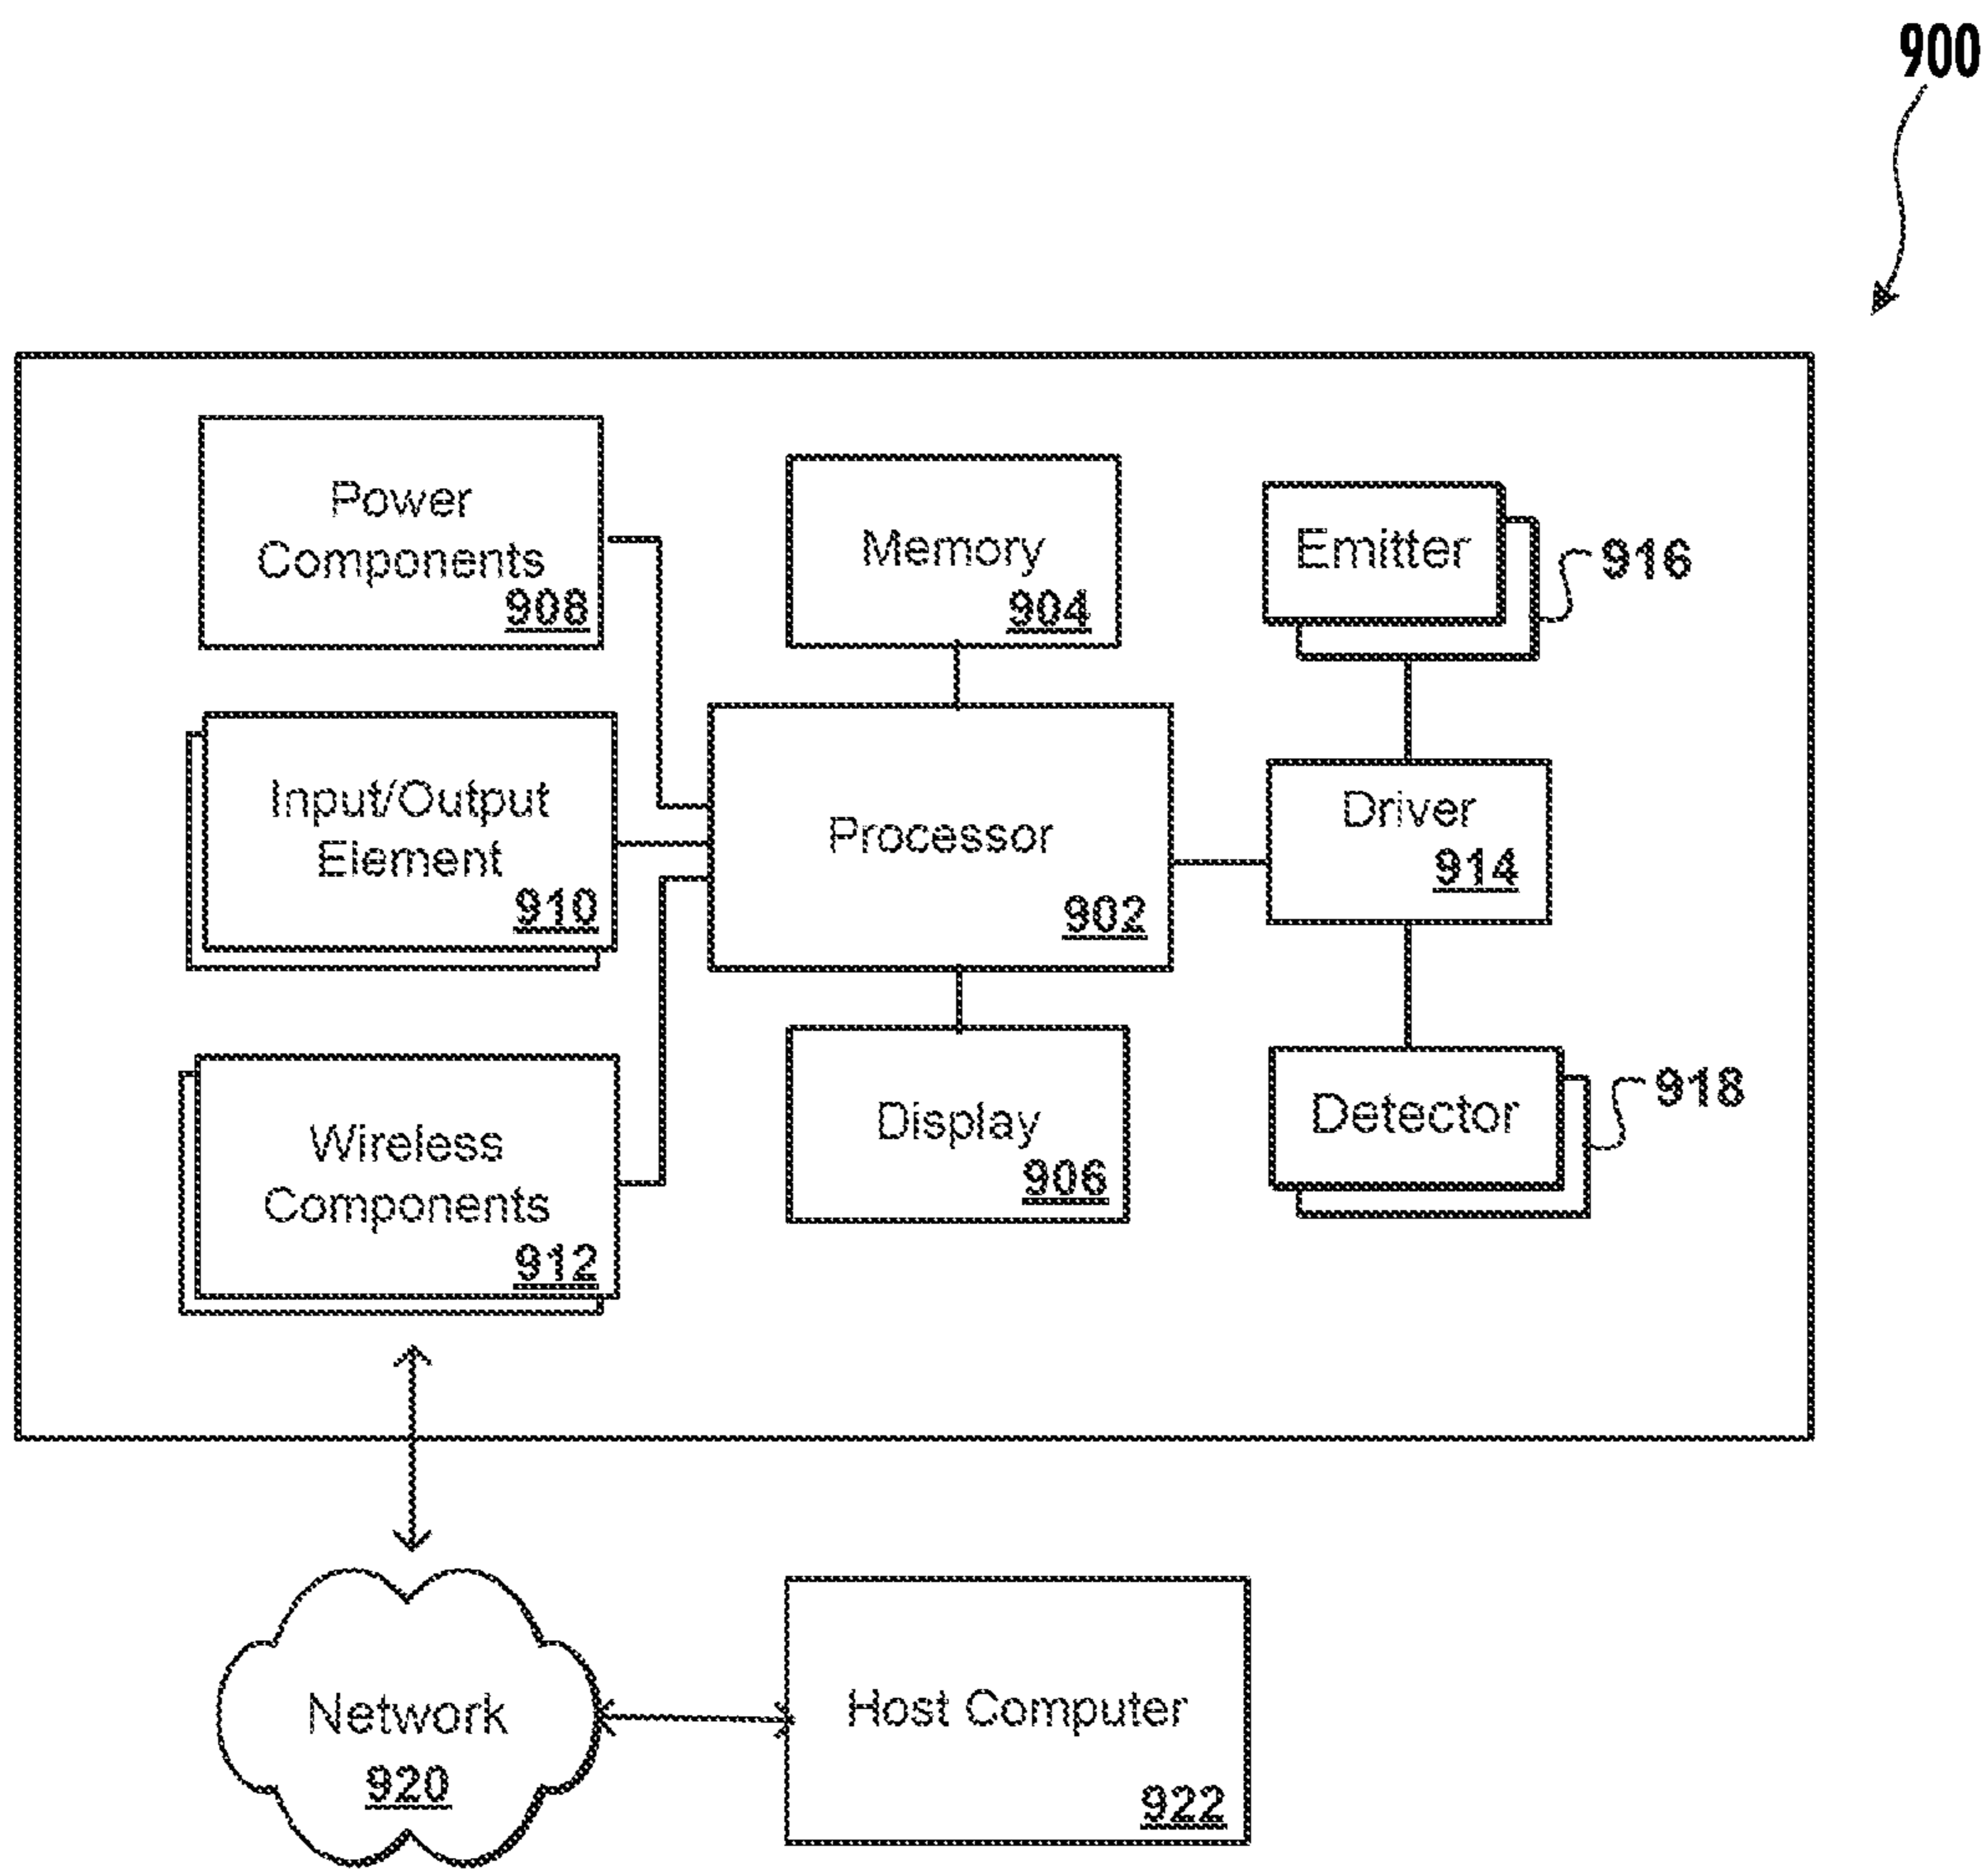 900
Power
Components
908
Memory
904
Emitter
916
Input/Output
Element
910
Processor
902
Driver
914
Wireless
Components
912
Display
906
Detector
918
Network
920
Host Computer
922